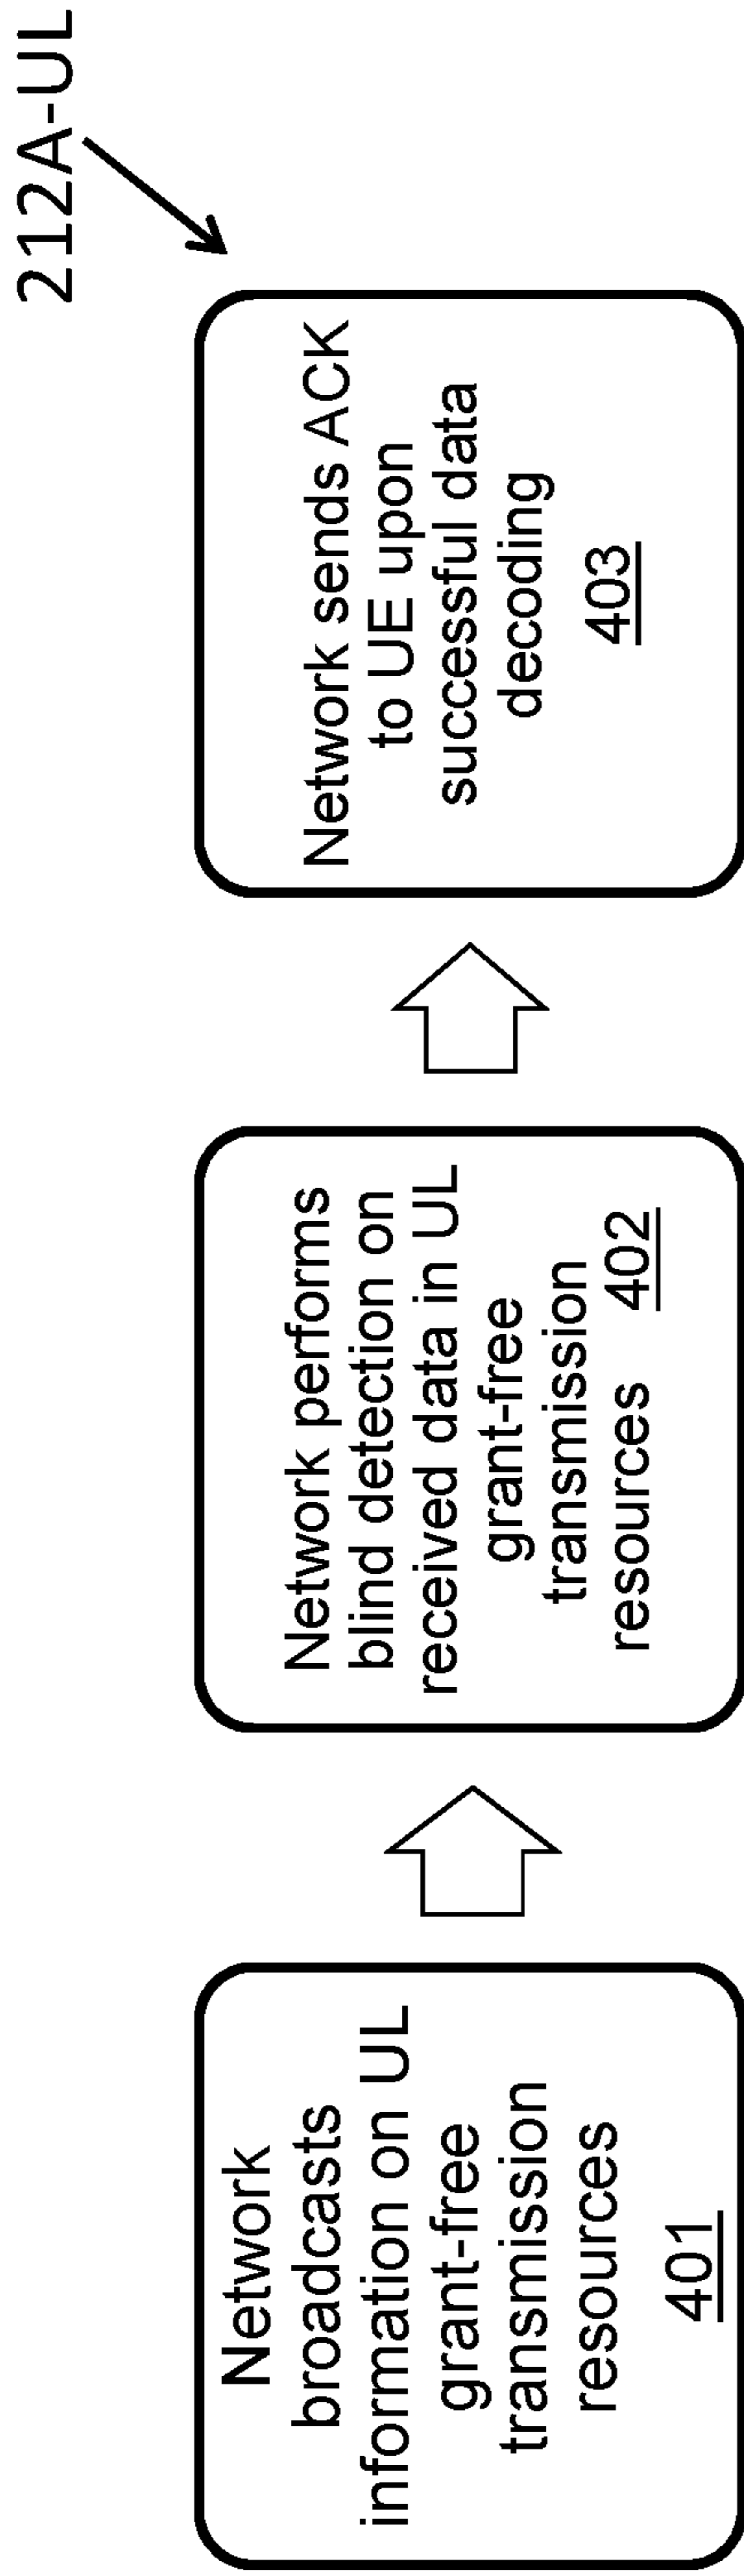 212A-UL
Network
broadcasts
information on UL
grant-free
transmission
resources
401
Network performs
blind detection on
received data in UL
grant-free
transmission
resources 402
Network sends ACK
to UE upon
successful data
decoding
403